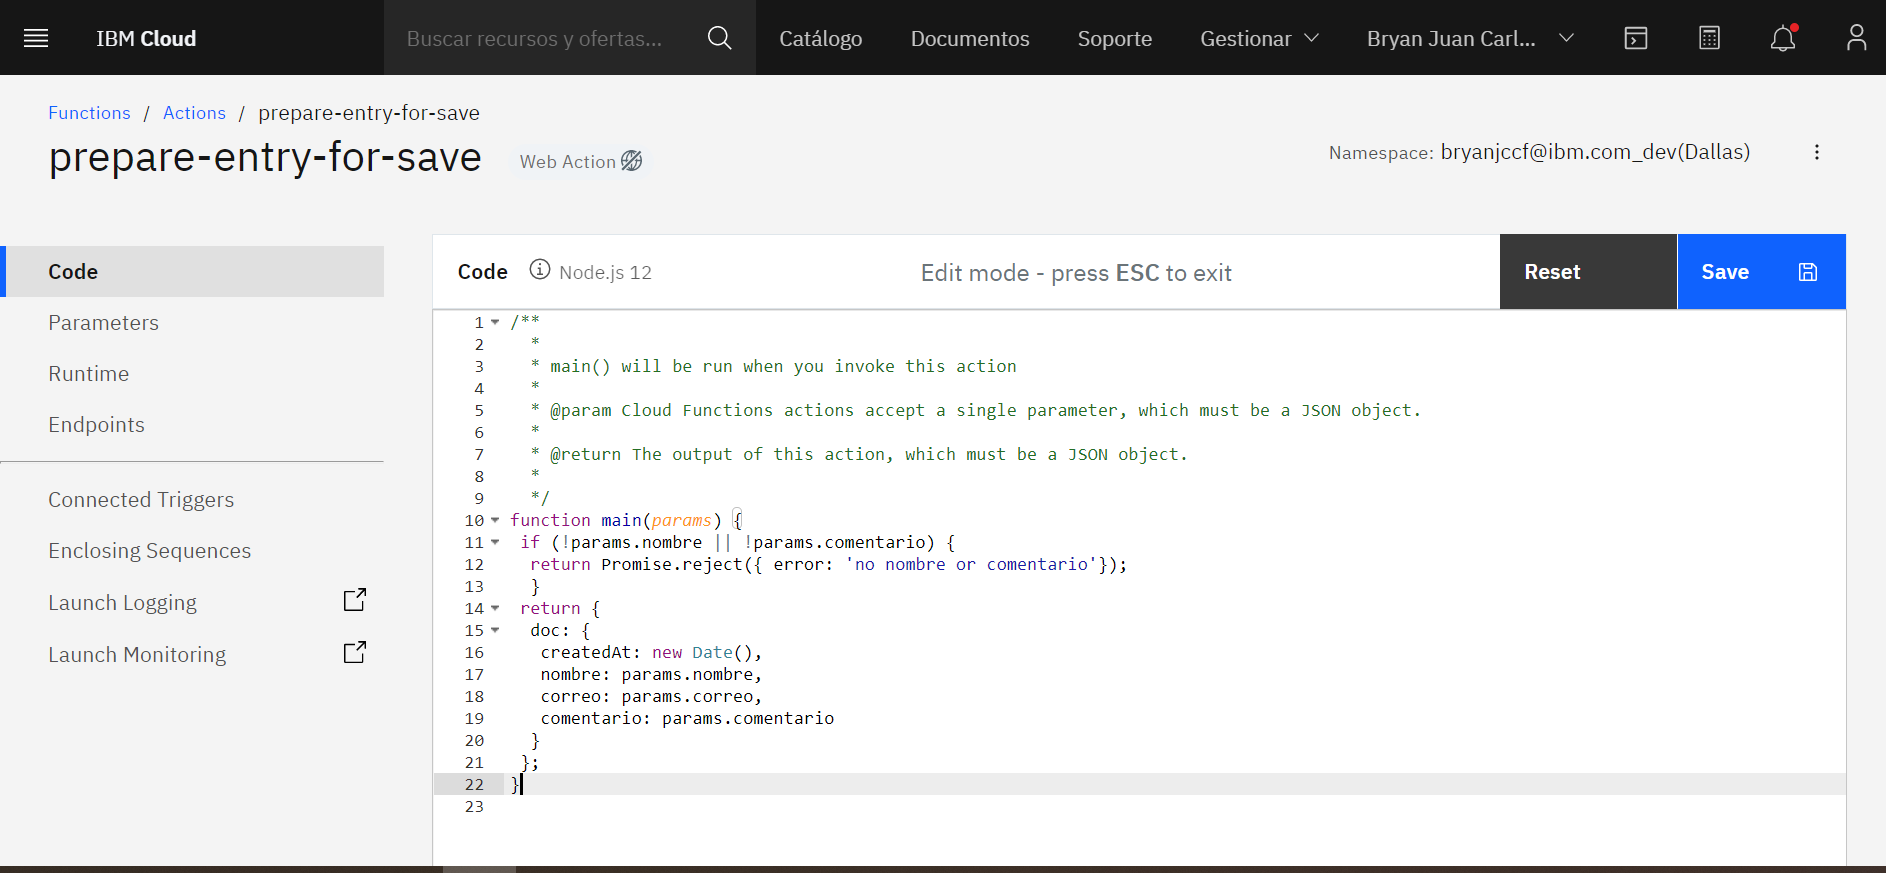 IBM Cloud
Buscar recursos y ofertas...
Catálogo
Documentos
Soporte
Gestionar
Bryan Juan Carl...
Functions / Actions / prepare-entry-for-save
prepare-entry-for-save
Web Action
Namespace: bryanjccf@ibm.com_dev(Dallas)
Code
Parameters
Runtime
Endpoints
Connected Triggers
Enclosing Sequences
Launch Logging
Launch Monitoring
Code
Node.js 12
Edit mode - press ESC to exit
Reset
Save
1 /**
2 *
3 * main() will be run when you invoke this action
4 *
5 * @param Cloud Functions actions accept a single parameter, which must be a JSON object.
6 *
7 * @return The output of this action, which must be a JSON object.
8 *
9 */
10 function main(params) {
11 if (!params.nombre || !params.comentario) {
12 return Promise.reject({ error: 'no nombre or comentario'});
13 }
14 return {
15 doc: {
16 createdAt: new Date(),
17 nombre: params.nombre,
18 correo: params.correo,
19 comentario: params.comentario
20 }
21 };
22 }
23